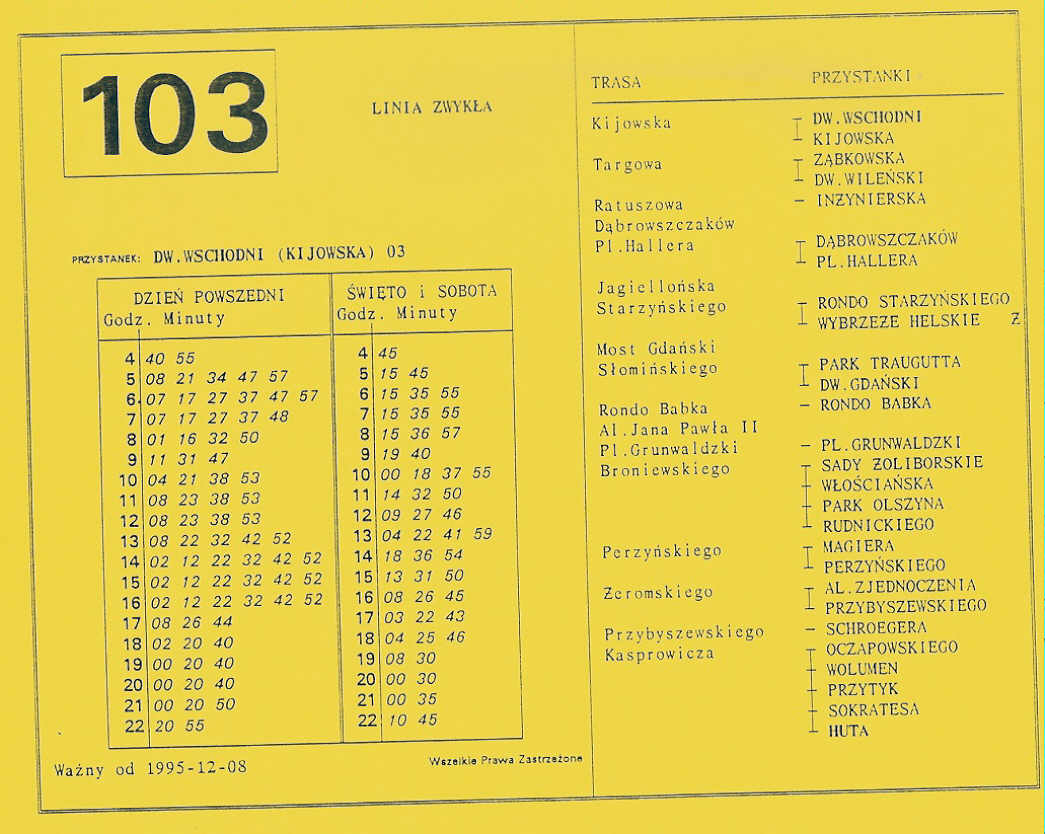 103
LINIA ZWYKŁA
PRZYSTANEK: DW.WSCHODNI (KIJOWSKA) 03
DZIEŃ POWSZEDNI
Godz. Minuty
4 40 55
5 08 21 34 47 57
6 07 17 27 37 47 57
7 07 17 27 37 48
8 01 16 32 50
9 11 31 47
10 04 21 38 53
11 08 23 38 53
12 08 23 38 53
13 08 22 32 42 52
14 02 12 22 32 42 52
15 02 12 22 32 42 52
16 02 12 22 32 42 52
17 08 26 44
18 02 20 40
19 00 20 40
20 00 20 40
21 00 20 50
22 20 55
ŚWIĘTO i SOBOTA
Godz. Minuty
4 45
5 15 45
6 15 35 55
7 15 35 55
8 15 36 57
9 19 40
10 00 18 37 55
11 14 32 50
12 09 27 46
13 04 22 41 59
14 18 36 54
15 13 31 50
16 08 26 45
17 03 22 43
18 04 25 46
19 08 30
20 00 30
21 00 35
22 10 45
Ważny od 1995-12-08
Wszelkie Prawa Zastrzeżone
TRASA PRZYSTANKI
Kijowska DW.WSCHODNI
KIJOWSKA
Targowa ZĄBKOWSKA
DW.WILEŃSKI
Ratuszowa INŻYNIERSKA
Dąbrowszczaków
Pl.Hallera DĄBROWSZCZAKÓW
PL.HALLERA
Jagiellońska
Starzyńskiego RONDO STARZYŃSKIEGO
WYBRZEŻE HELSKIE Ż
Most Gdański
Słomińskiego PARK TRAUGUTTA
DW.GDAŃSKI
Rondo Babka RONDO BABKA
Al.Jana Pawła II
Pl.Grunwaldzki PL.GRUNWALDZKI
Broniewskiego SADY ŻOLIBORSKIE
WŁOŚCIAŃSKA
PARK OLSZYNA
RUDNICKIEGO
Perzyńskiego MAGIERA
PERZYŃSKIEGO
Żeromskiego AL.ZJEDNOCZENIA
PRZYBYSZEWSKIEGO
Przybyszewskiego SCHROEGERA
Kasprowicza OCZAPOWSKIEGO
WOLUMEN
PRZYTYK
SOKRATESA
HUTA